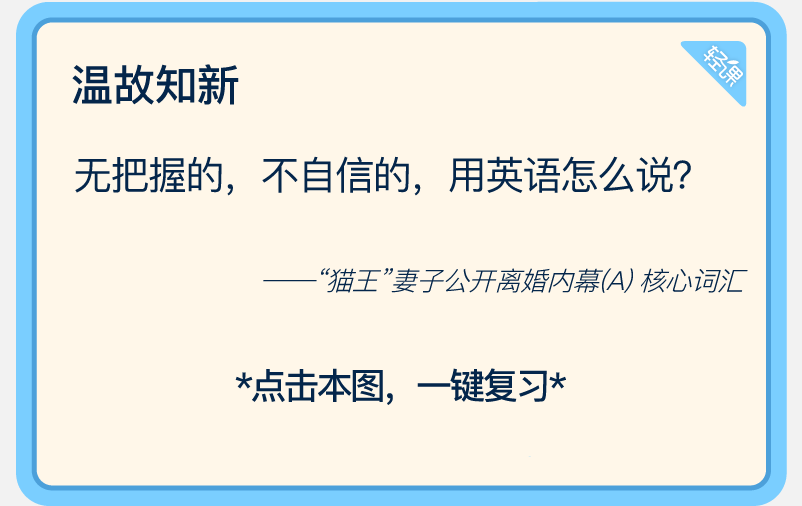 温故知新
轻课
无把握的，不自信的，用英语怎么说？
——“猫王”妻子公开离婚内幕(A) 核心词汇
*点击本图，一键复习*